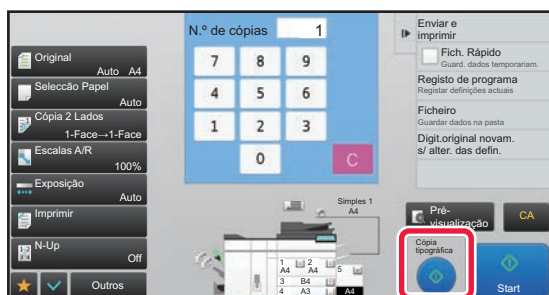 N.º de cópias 1
Original
Auto A4
Selecção Papel
Auto
Cópia 2 Lados
1-Face→1-Face
Escalas A/R
100%
Exposição
Auto
Imprimir
N-Up
Off
Outros
7 8 9
4 5 6
1 2 3
0 C
Simples 1
A4
1 A4 2 A4
3 B4
4 A3
5 A4
Enviar e
imprimir
Fich. Rápido
Guard. dados temporariam.
Registo de programa
Registar definições actuais
Ficheiro
Guardar dados na pasta
Digit.original novam.
s/ alter. das defin.
Pré-
visualização
CA
Cópia
tipográfica
Start